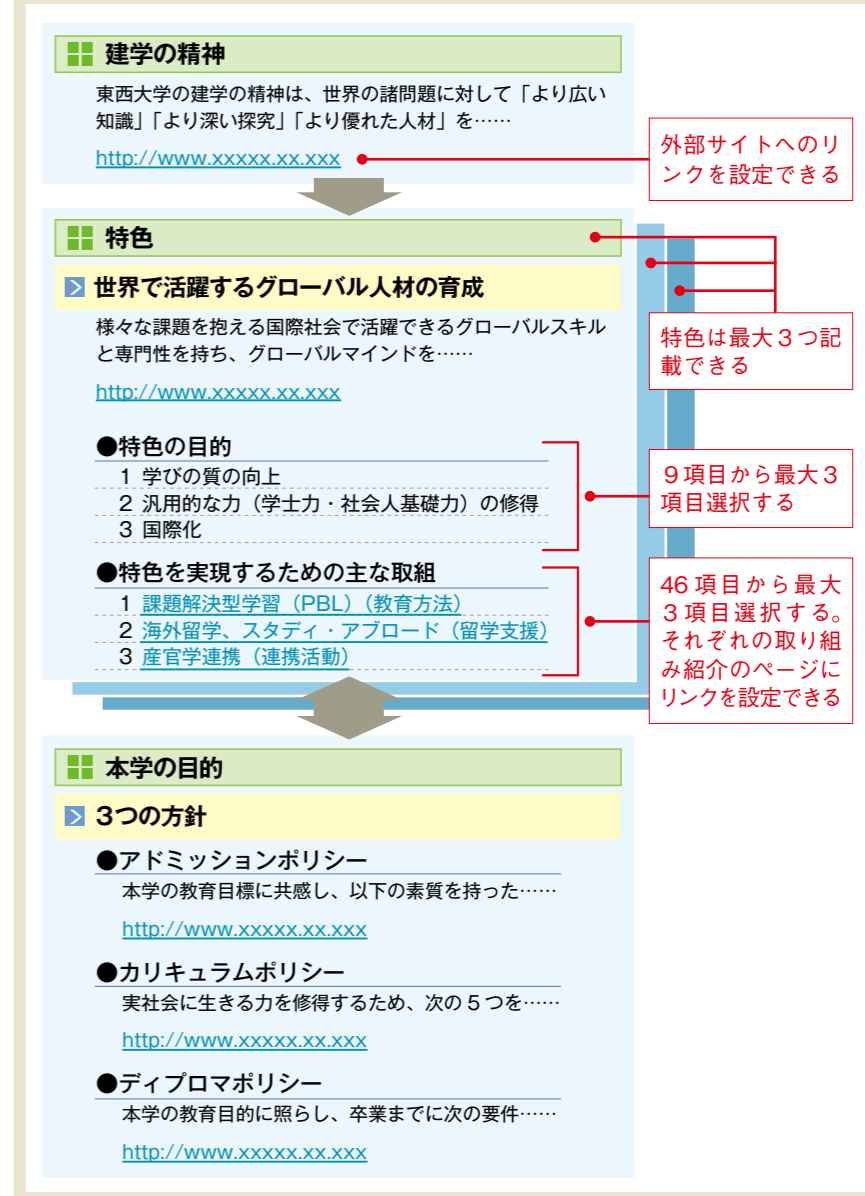 建学の精神
東西大学の建学の精神は、世界の諸問題に対して「より広い
知識」「より深い探究」「より優れた人材」を……
http://www.xxxxx.xx.xxx
外部サイトへのリ
ンクを設定できる
特色
世界で活躍するグローバル人材の育成
様々な課題を抱える国際社会で活躍できるグローバルスキル
と専門性を持ち、グローバルマインドを……
http://www.xxxxx.xx.xxx
特色は最大3つ記
載できる
●特色の目的
1 学びの質の向上
2 汎用的な力（学士力・社会人基礎力）の修得
3 国際化
9項目から最大3
項目選択する
●特色を実現するための主な取組
1 課題解決型学習（PBL）（教育方法）
2 海外留学、スタディ・アブロード（留学支援）
3 産官学連携（連携活動）
46項目から最大
3項目選択する。
それぞれの取り組
み紹介のページに
リンクを設定できる
本学の目的
3つの方針
●アドミッションポリシー
本学の教育目標に共感し、以下の素質を持った……
http://www.xxxxx.xx.xxx
●カリキュラムポリシー
実社会に生きる力を修得するため、次の5つを……
http://www.xxxxx.xx.xxx
●ディプロマポリシー
本学の教育目的に照らし、卒業までに次の要件……
http://www.xxxxx.xx.xxx